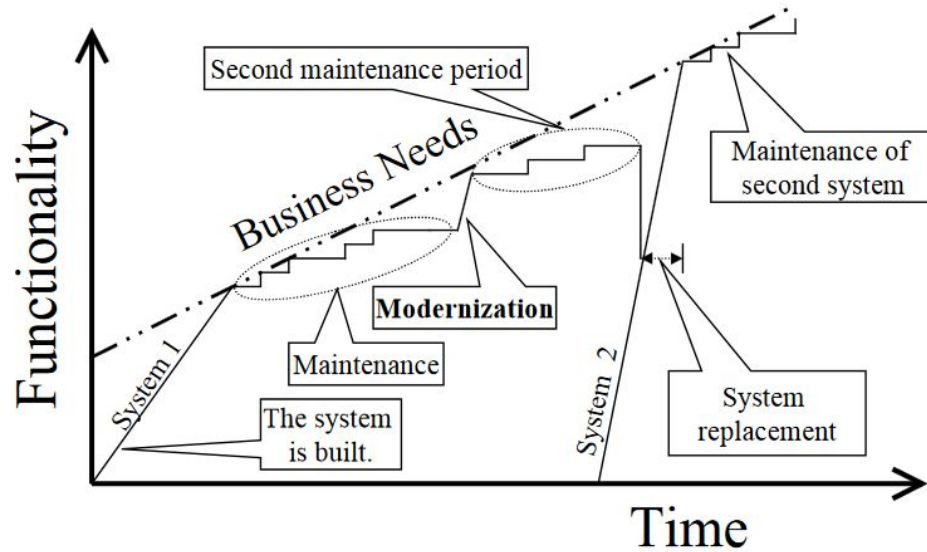 Second maintenance period
Business Needs
Functionality
Maintenance of
second system
Modernization
Maintenance
System 1
The system
is built.
System 2
System
replacement
Time